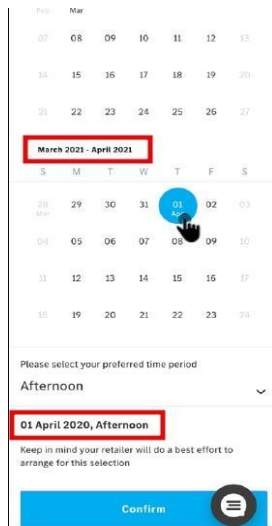 Feb Mar
07 08 09 10 11 12 13
14 15 16 17 18 19 20
21 22 23 24 25 26 27
March 2021 - April 2021
S M T W T F S
28 29 30 31 01 02 03
Mar Apr
04 05 06 07 08 09 10
11 12 13 14 15 16 17
18 19 20 21 22 23 24
Please select your preferred time period
Afternoon
01 April 2020, Afternoon
Keep in mind your retailer will do a best effort to
arrange for this selection
Confirm